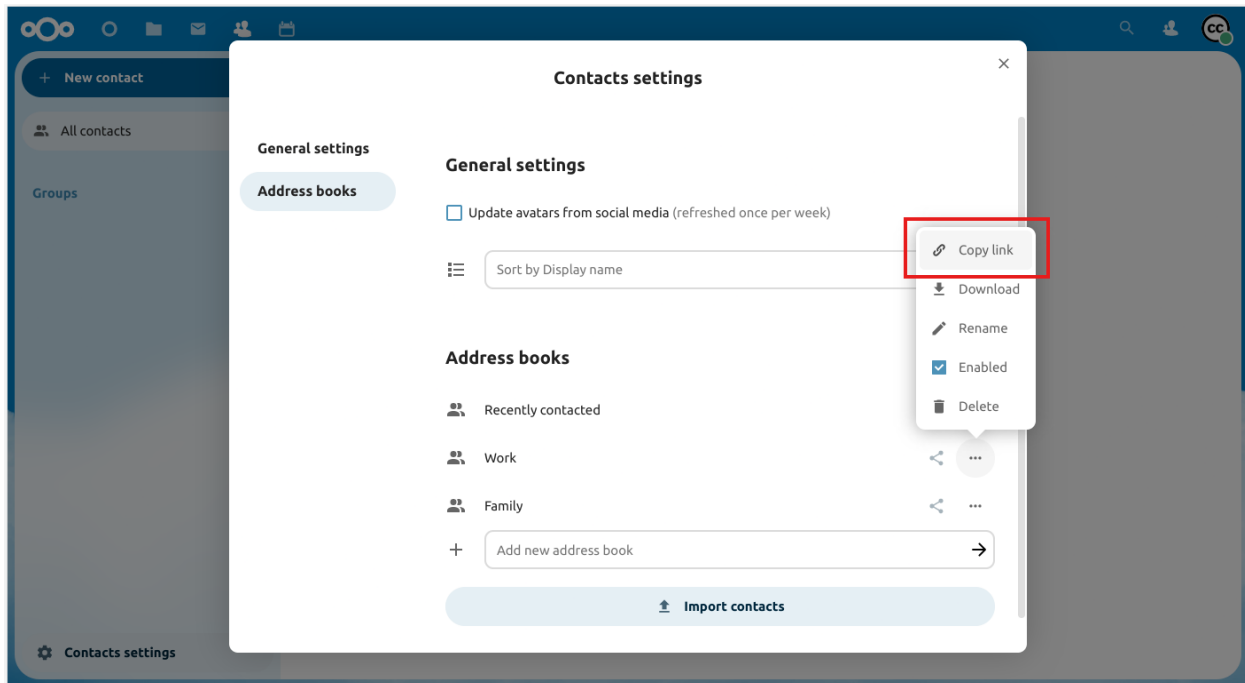 CC
New contact
All contacts
Groups
Contacts settings
Contacts settings
General settings
Address books
General settings
Update avatars from social media (refreshed once per week)
Sort by Display name
Copy link
Download
Rename
Enabled
Delete
Address books
Recently contacted
Work
Family
Add new address book
Import contacts